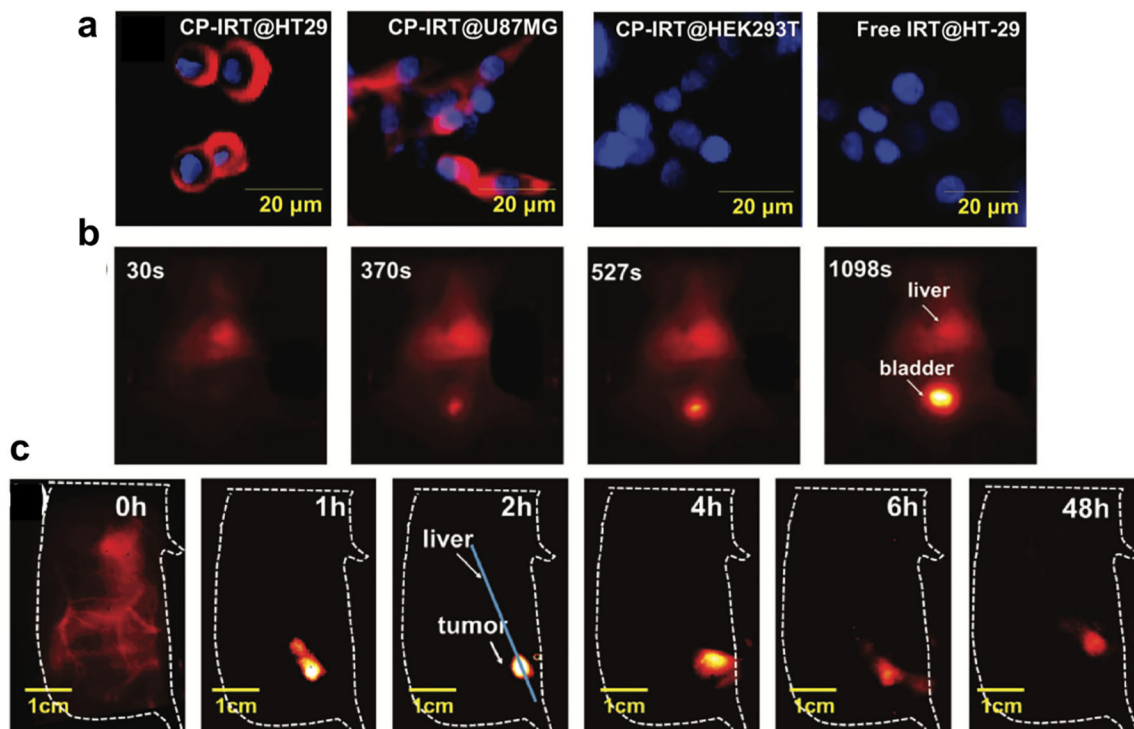 a
CP-IRT@HT29
CP-IRT@U87MG
CP-IRT@HEK293T
Free IRT@HT-29
20 µm
20 µm
20 µm
20 µm
b
30s
370s
527s
1098s
liver
bladder
c
0h
1h
2h
4h
6h
48h
liver
tumor
1cm
1cm
1cm
1cm
1cm
1cm